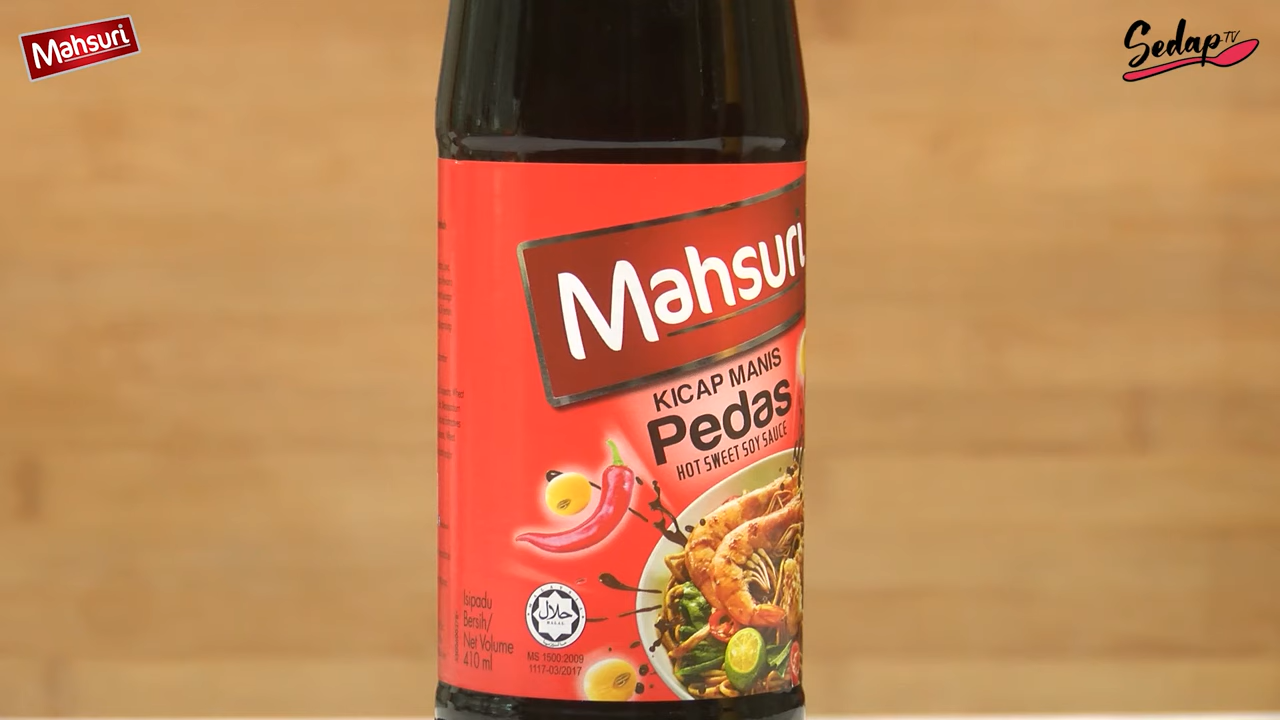 Mahsuri
Sedap TV
Mahsuri
KICAP MANIS
Pedas
HOT SWEET SOY SAUCE
Isipadu
Bersih/
Net Volume
410 ml
حلال
HALAL
MS 1500:2009
1117-03/2017